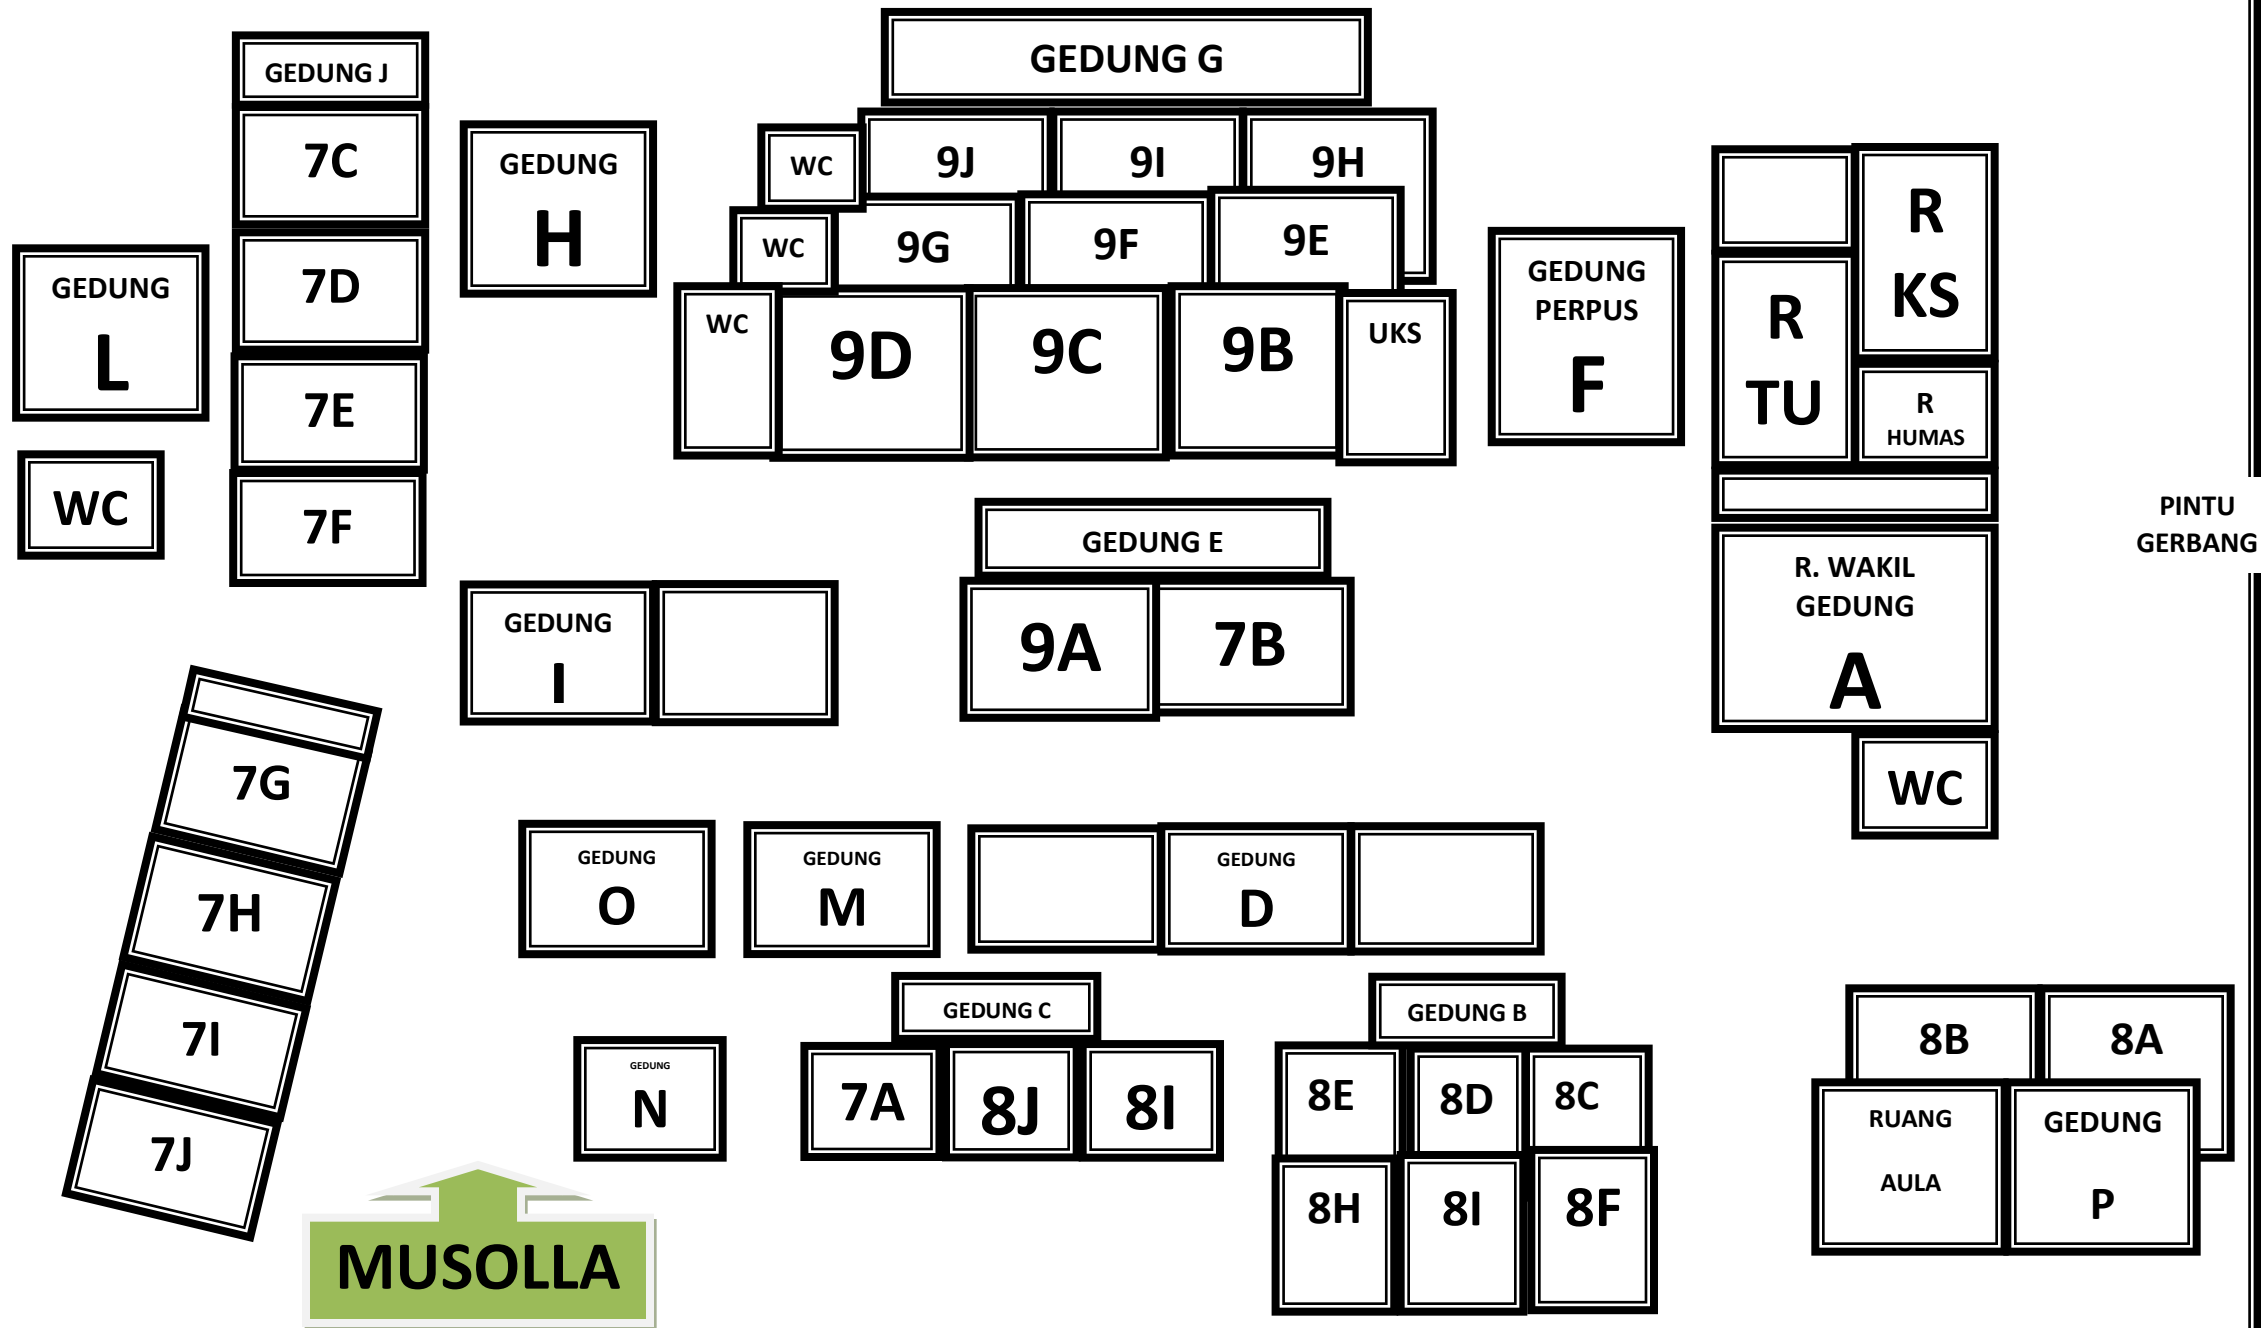 GEDUNG J
7C
7D
7E
7F
GEDUNG
L
WC
GEDUNG
H
GEDUNG G
WC
9J
9I
9H
WC
9G
9F
9E
WC
9D
9C
9B
UKS
GEDUNG
PERPUS
F
R
KS
R
TU
R
HUMAS
R. WAKIL
GEDUNG
A
WC
PINTU
GERBANG
GEDUNG E
9A
7B
GEDUNG
I
7G
7H
7I
7J
GEDUNG
O
GEDUNG
M
GEDUNG
D
GEDUNG
N
GEDUNG C
7A
8J
8I
GEDUNG B
8E
8D
8C
8H
8I
8F
8B
8A
RUANG
AULA
GEDUNG
P
MUSOLLA